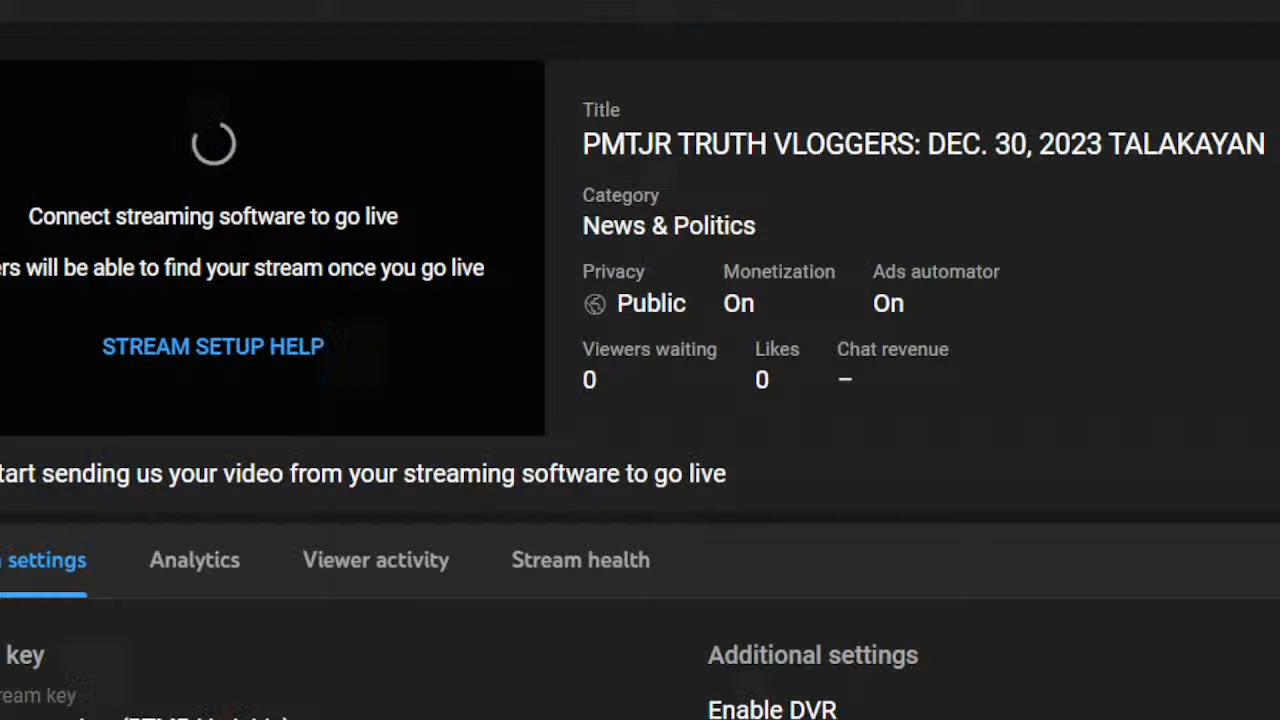 Title
PMTJR TRUTH VLOGGERS: DEC. 30, 2023 TALAKAYAN
Category
News & Politics
Privacy Monetization Ads automator
Public On On
Viewers waiting Likes Chat revenue
0 0 –
Connect streaming software to go live
will be able to find your stream once you go live
STREAM SETUP HELP
sending us your video from your streaming software to go live
settings Analytics Viewer activity Stream health
key
key
Additional settings
Enable DVR